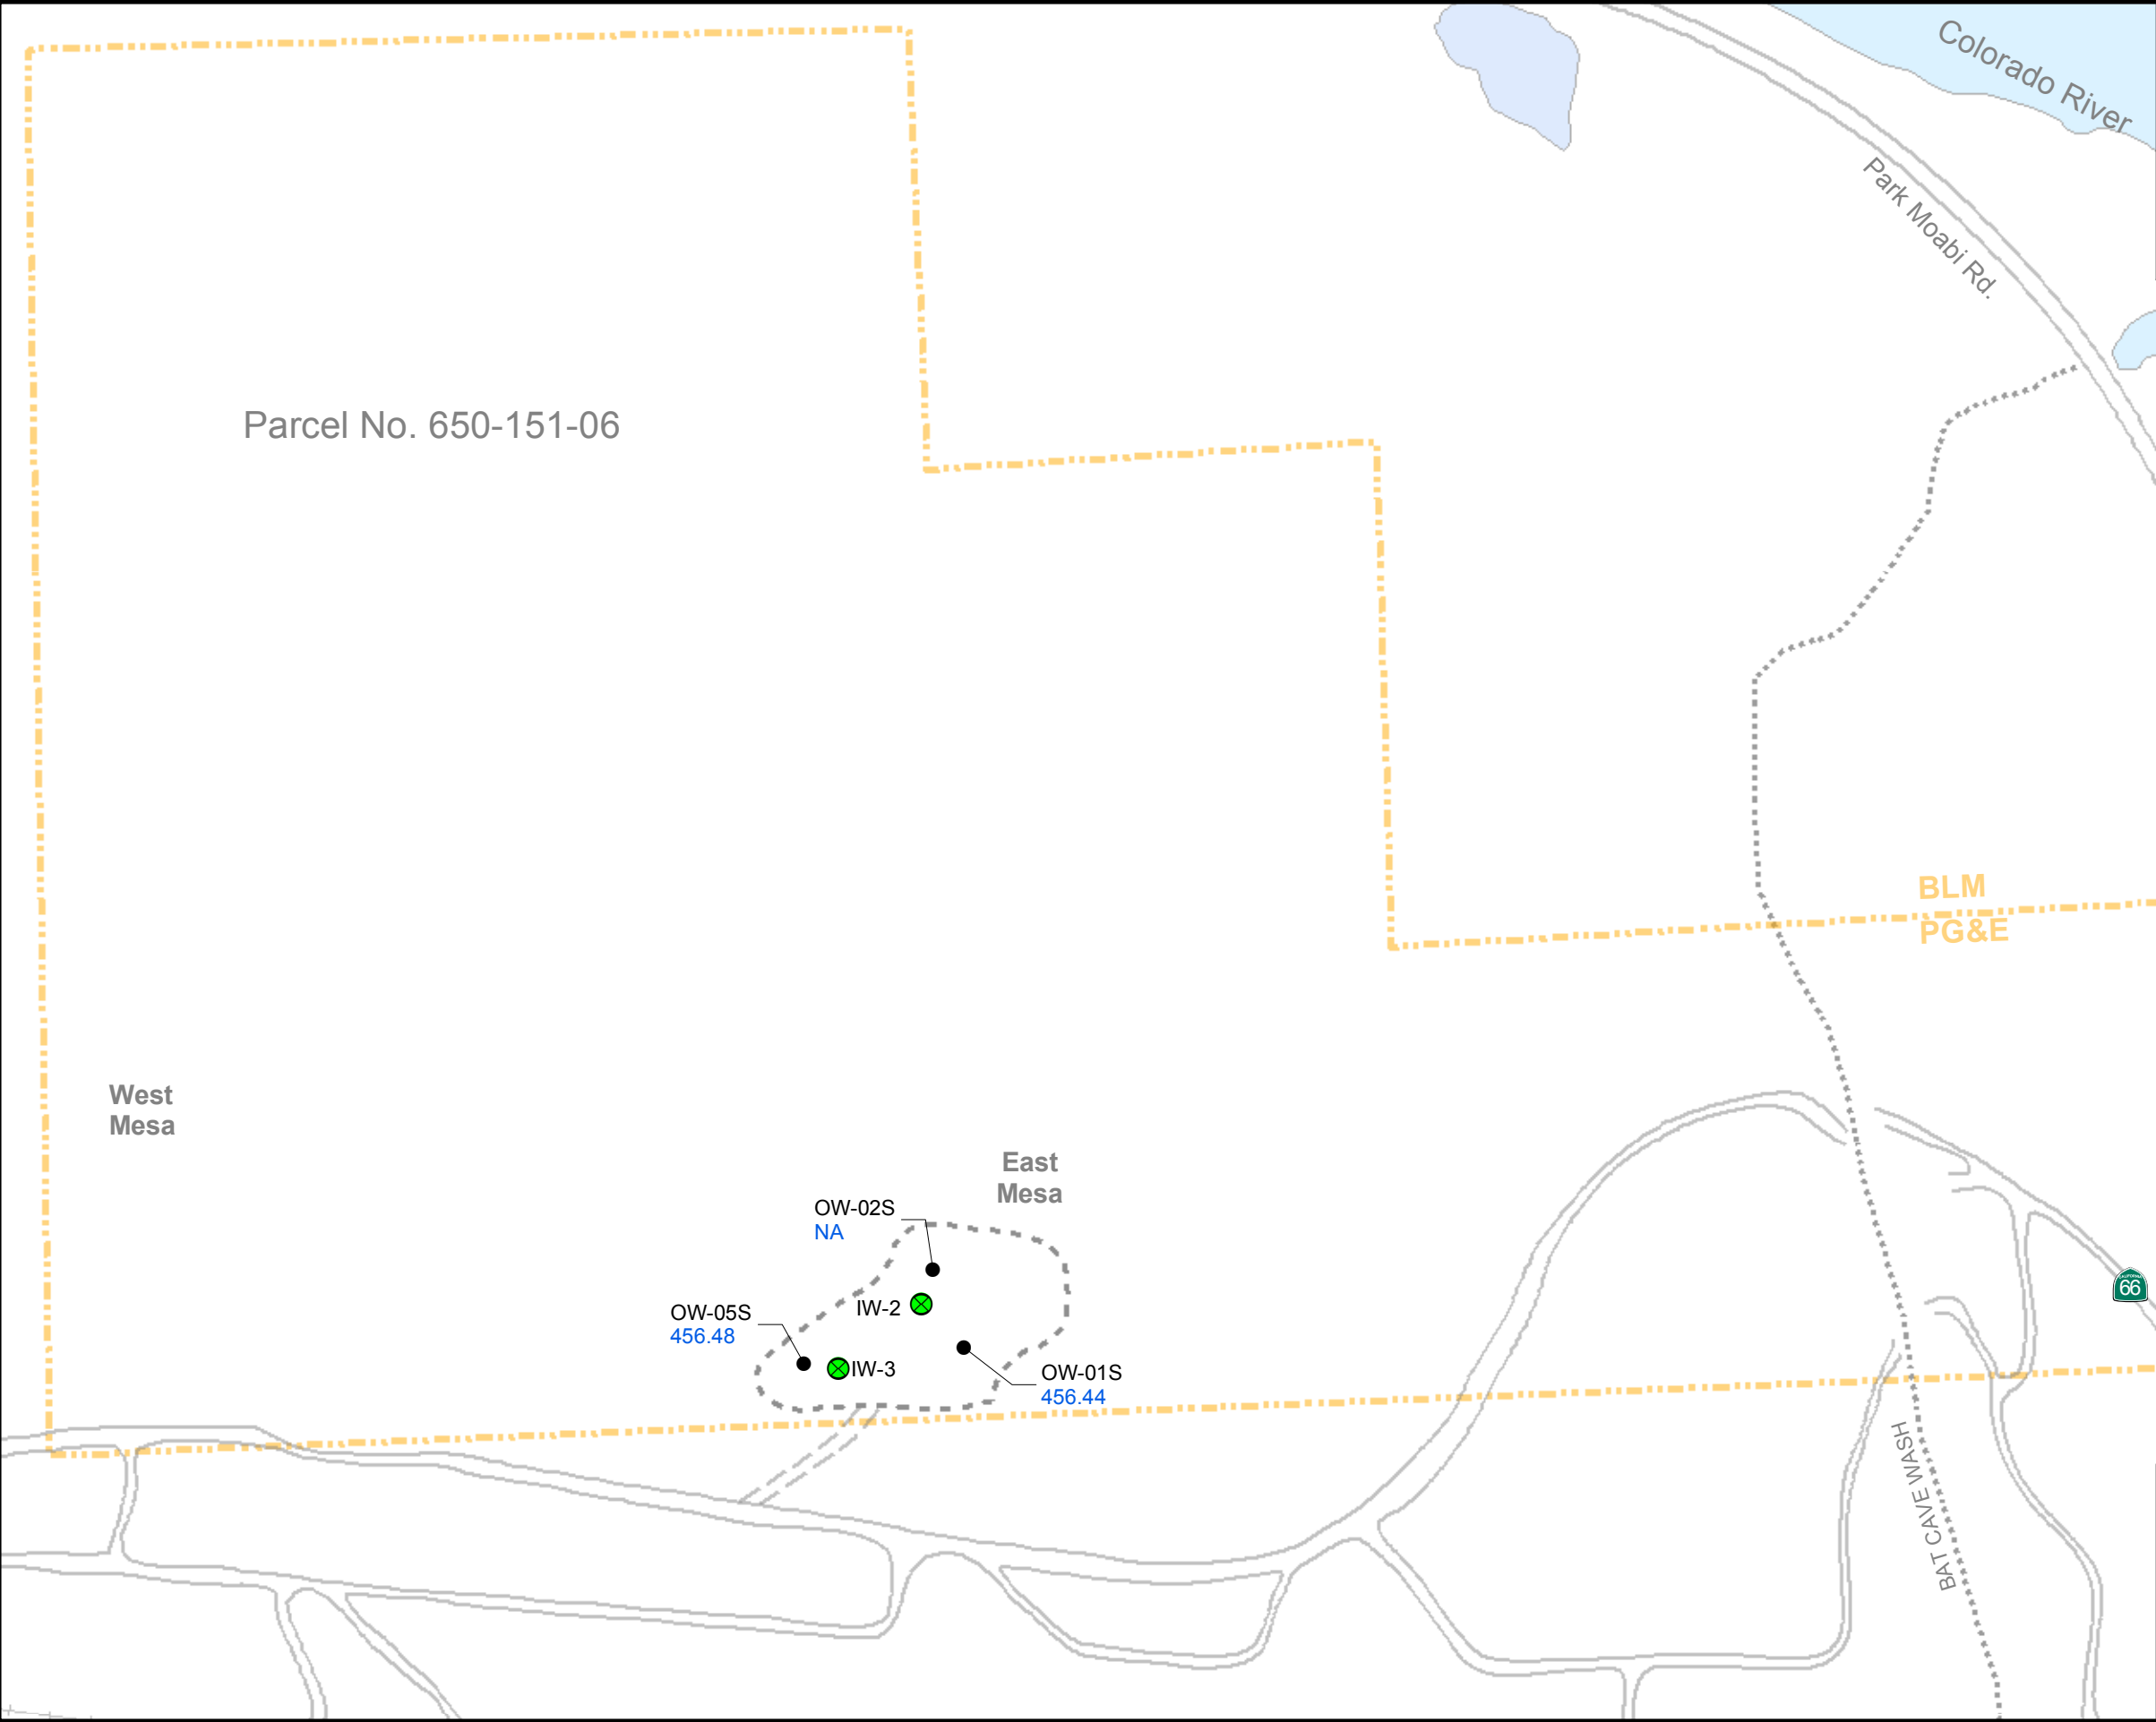 Colorado River
Park Moabi Rd.
Parcel No. 650-151-06
BLM
PG&E
West
Mesa
East
Mesa
OW-02S
NA
IW-2
OW-05S
456.48
IW-3
OW-01S
456.44
CALIFORNIA
66
BAT CAVE WASH